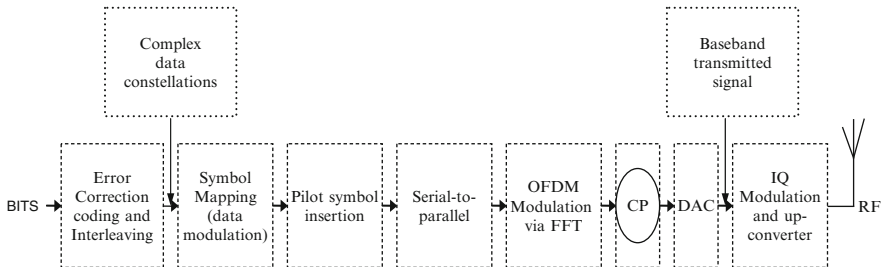 Complex
data
constellations
Baseband
transmitted
signal
BITS
Error
Correction
coding and
Interleaving
Symbol
Mapping
(data
modulation)
Pilot symbol
insertion
Serial-to-
parallel
OFDM
Modulation
via FFT
CP
DAC
IQ
Modulation
and up-
converter
RF